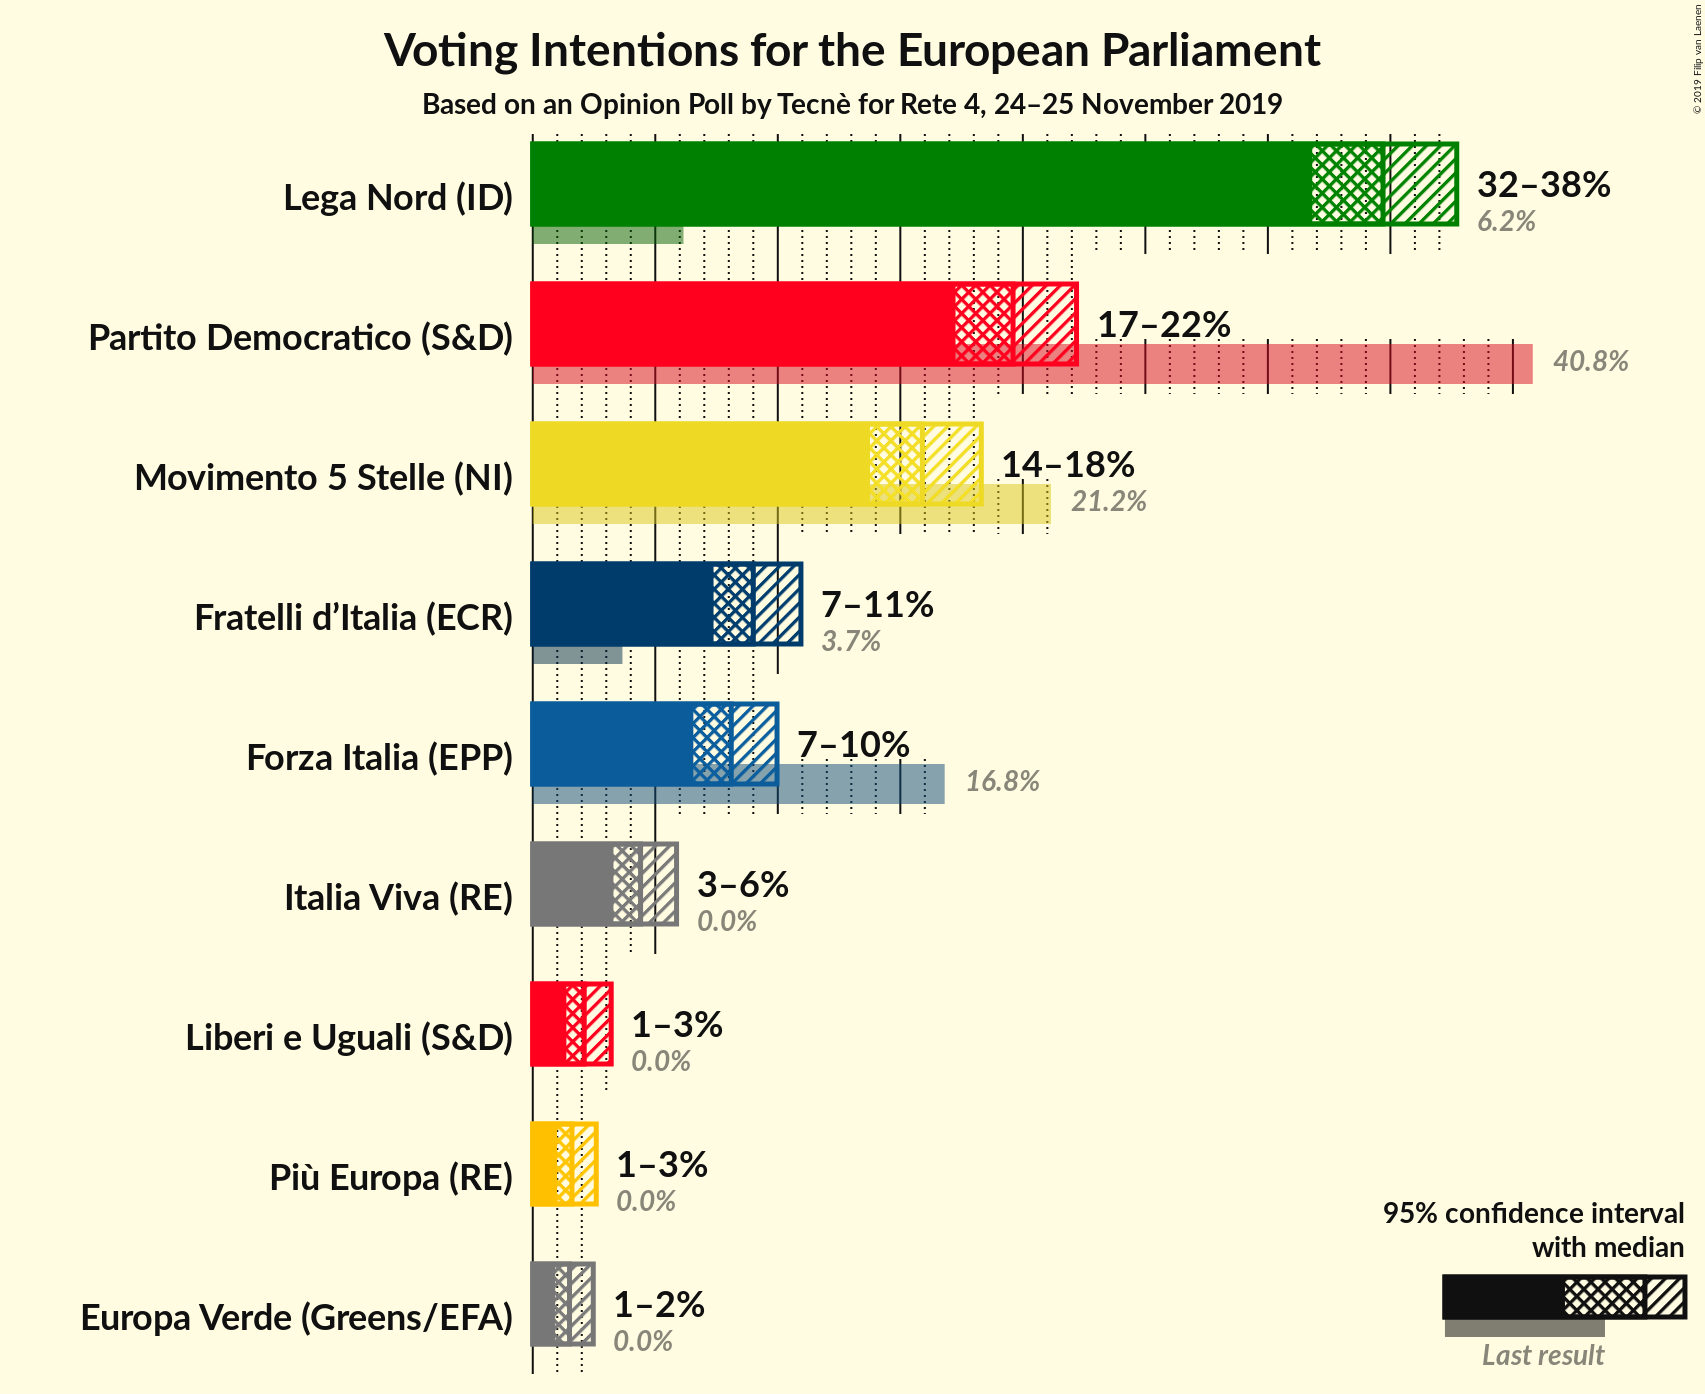 Voting Intentions for the European Parliament
Based on an Opinion Poll by Tecnè for Rete 4, 24–25 November 2019
© 2019 Filip van Laenen
Lega Nord (ID)
32–38%
6.2%
Partito Democratico (S&D)
17–22%
40.8%
Movimento 5 Stelle (NI)
14–18%
21.2%
Fratelli d’Italia (ECR)
7–11%
3.7%
Forza Italia (EPP)
7–10%
16.8%
Italia Viva (RE)
3–6%
0.0%
Liberi e Uguali (S&D)
1–3%
0.0%
Più Europa (RE)
1–3%
0.0%
Europa Verde (Greens/EFA)
1–2%
0.0%
95% confidence interval
with median
Last result